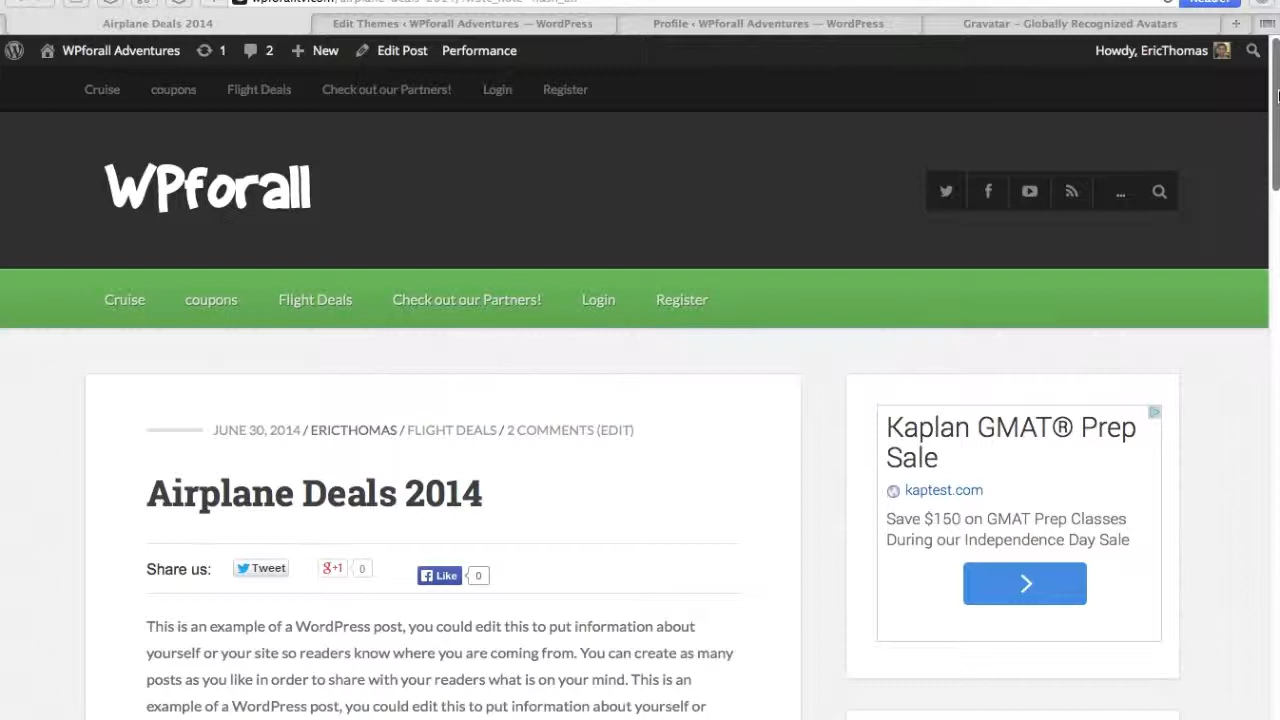 Airplane Deals 2014
Edit Themes ‹ WPforall Adventures — WordPress
Profile ‹ WPforall Adventures — WordPress
Gravatar – Globally Recognized Avatars
WPforall Adventures
1
2
New
Edit Post
Performance
Howdy, EricThomas
Cruise
coupons
Flight Deals
Check out our Partners!
Login
Register
WPforall
...
Cruise
coupons
Flight Deals
Check out our Partners!
Login
Register
JUNE 30, 2014 / ERICTHOMAS / FLIGHT DEALS / 2 COMMENTS (EDIT)
Airplane Deals 2014
Share us:
Tweet
g+1
0
Like
0
This is an example of a WordPress post, you could edit this to put information about
yourself or your site so readers know where you are coming from. You can create as many
posts as you like in order to share with your readers what is on your mind. This is an
example of a WordPress post, you could edit this to put information about yourself or
Kaplan GMAT® Prep
Sale
kaptest.com
Save $150 on GMAT Prep Classes
During our Independence Day Sale